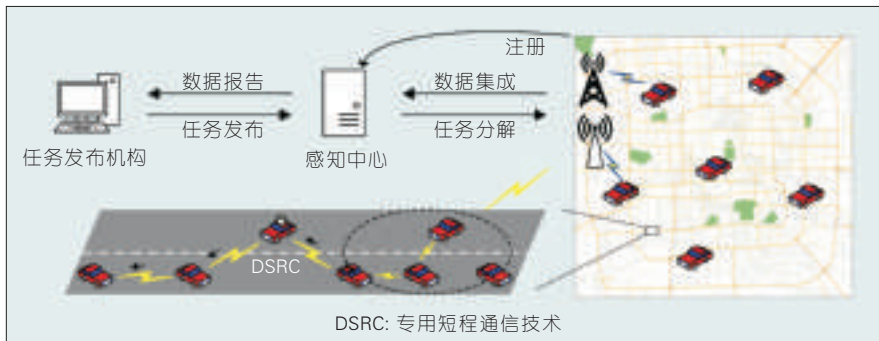 注册
数据报告
数据集成
任务发布
任务分解
任务发布机构
感知中心
DSRC
DSRC: 专用短程通信技术